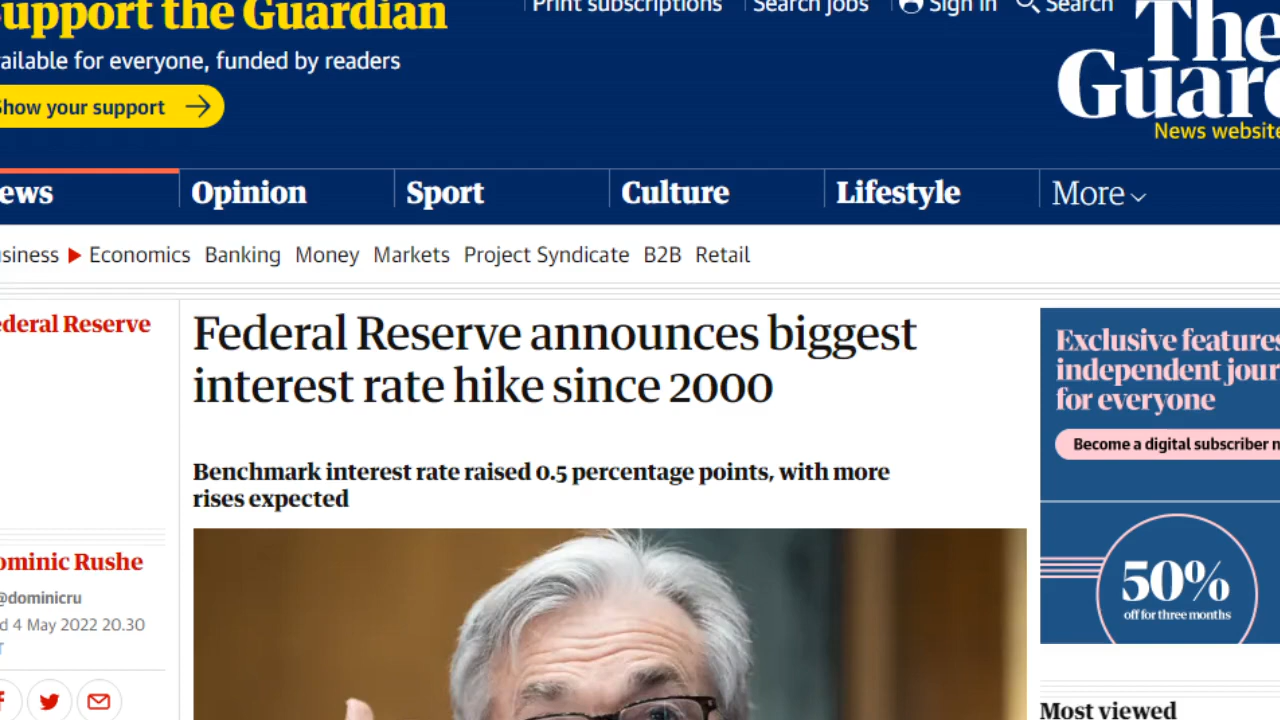 Support the Guardian
Print subscriptions
Search jobs
Sign in
Search
ailable for everyone, funded by readers
Show your support
The
Guard
News website
ews
Opinion
Sport
Culture
Lifestyle
More
siness
Economics
Banking
Money
Markets
Project Syndicate
B2B
Retail
ederal Reserve
Federal Reserve announces biggest
interest rate hike since 2000
Benchmark interest rate raised 0.5 percentage points, with more
rises expected
ominic Rushe
@dominicru
d 4 May 2022 20.30
T
Exclusive features
independent jour
for everyone
Become a digital subscriber n
50%
off for three months
Most viewed